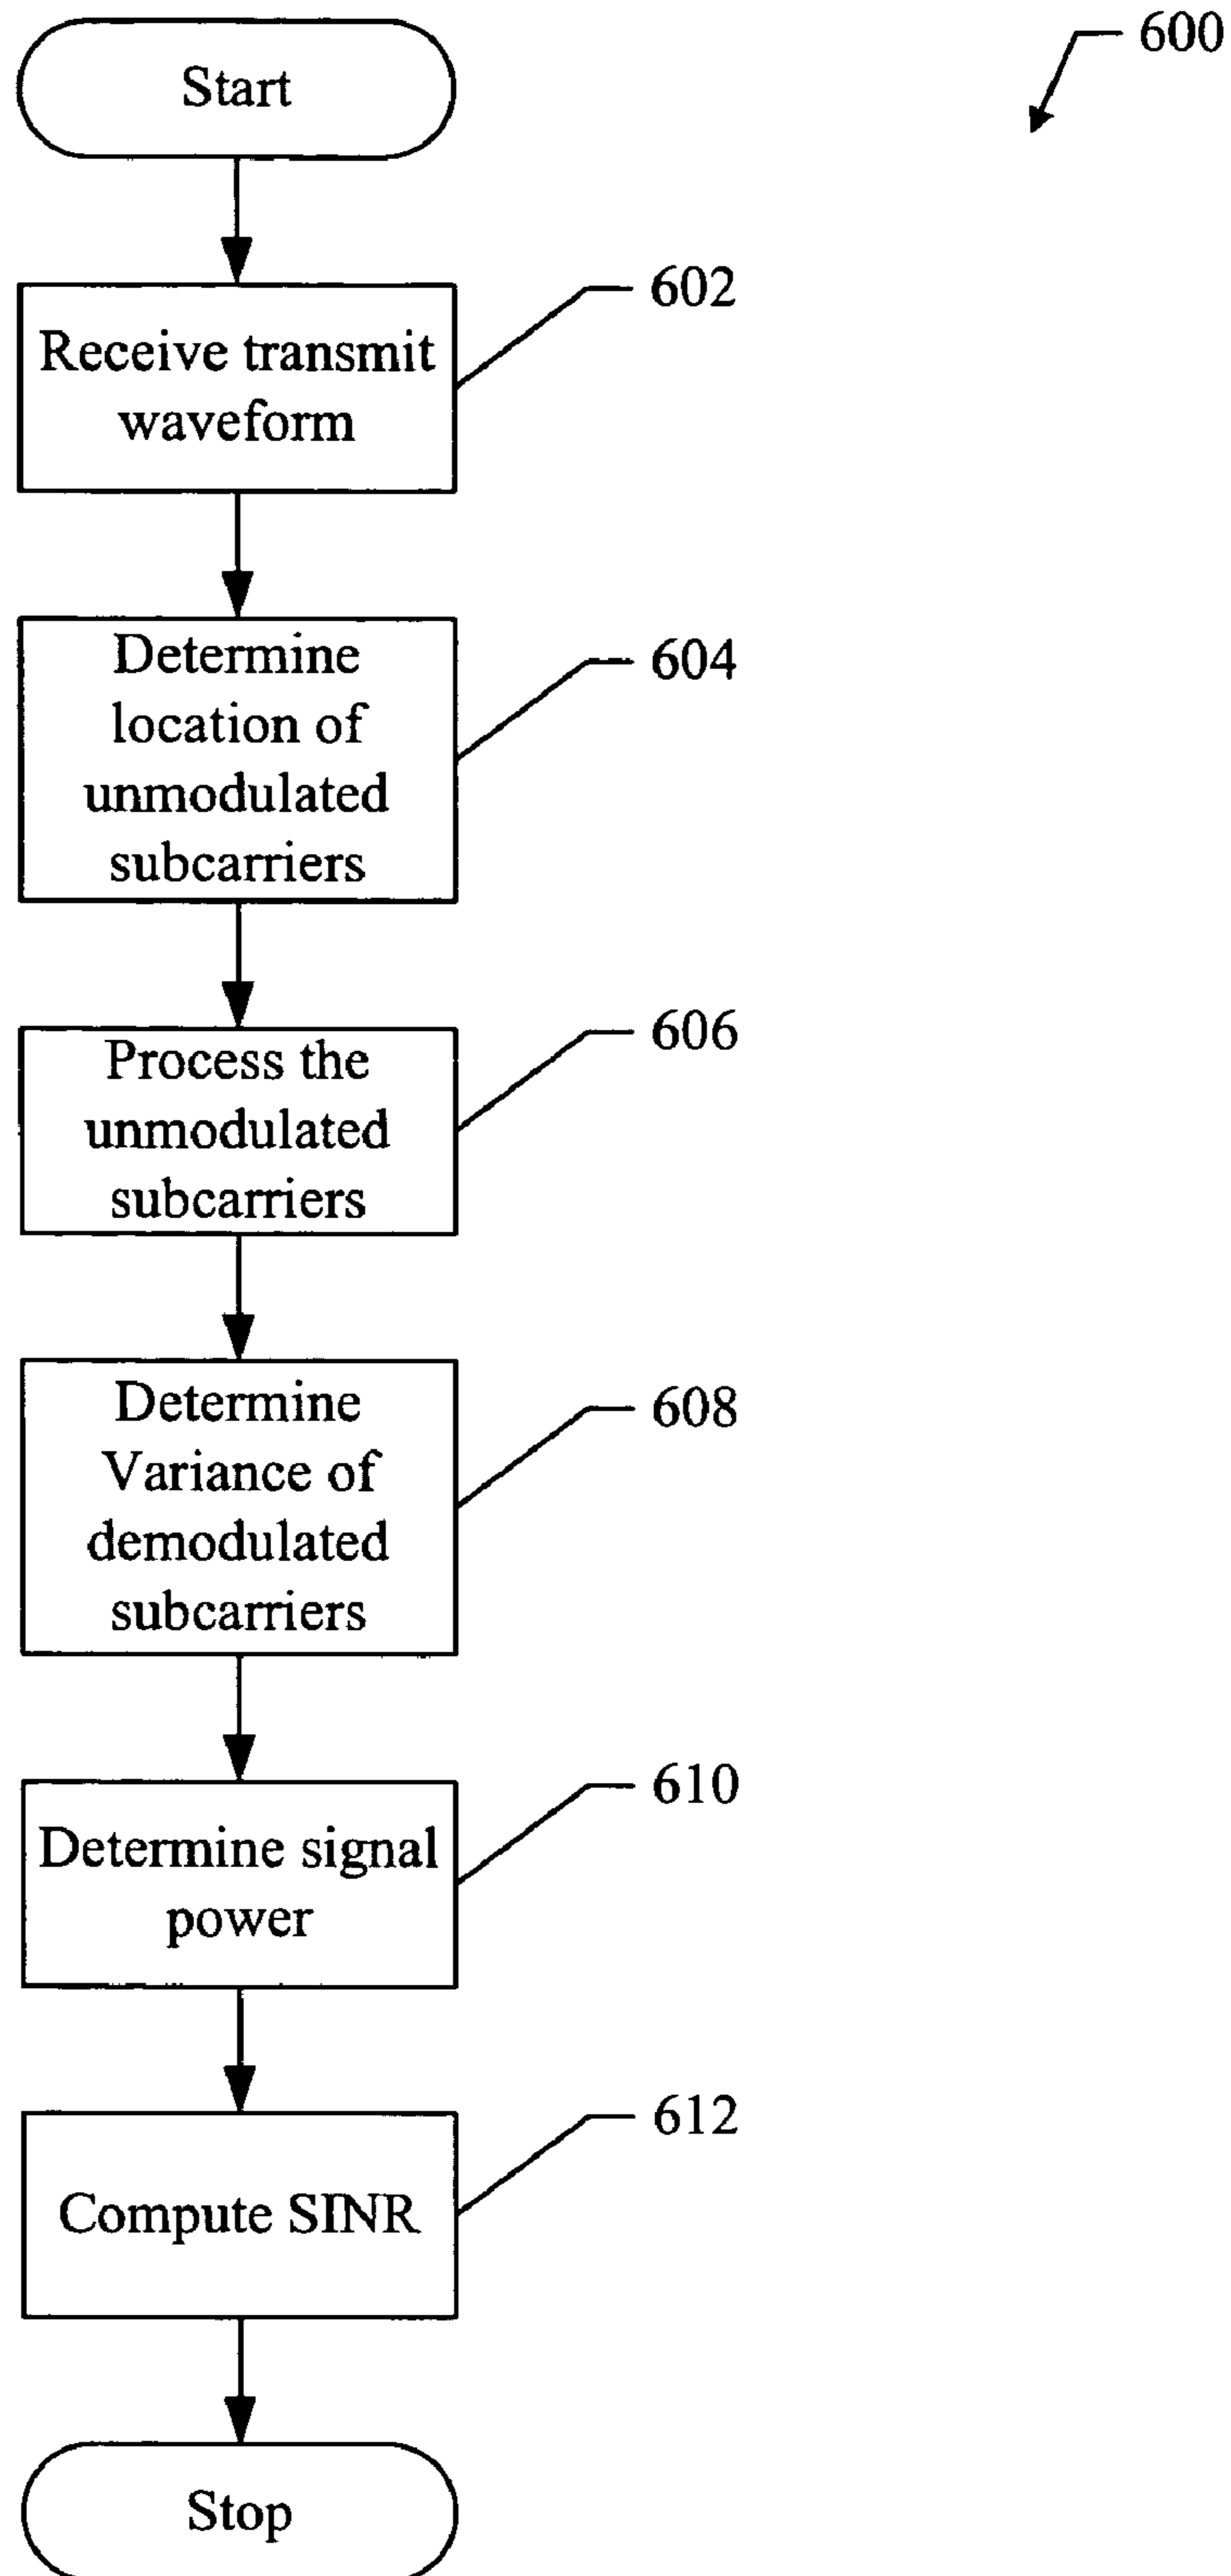 600
Start
602
Receive transmit
waveform
604
Determine
location of
unmodulated
subcarriers
606
Process the
unmodulated
subcarriers
608
Determine
Variance of
demodulated
subcarriers
610
Determine signal
power
612
Compute SINR
Stop